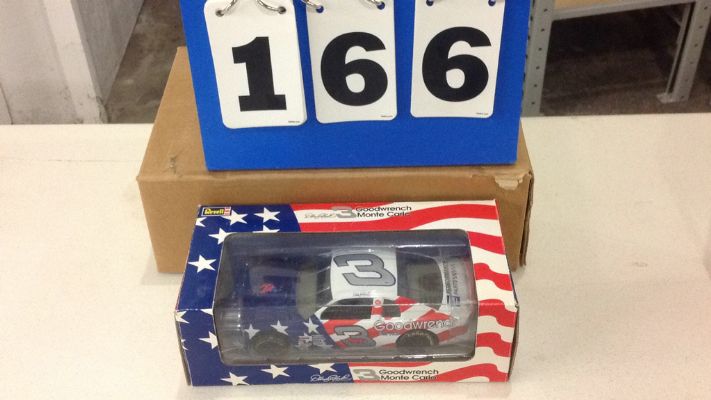 166
Revell
3 Goodwrench
Monte Carlo
3
3
Goodwrench
3 Goodwrench
Monte Carlo